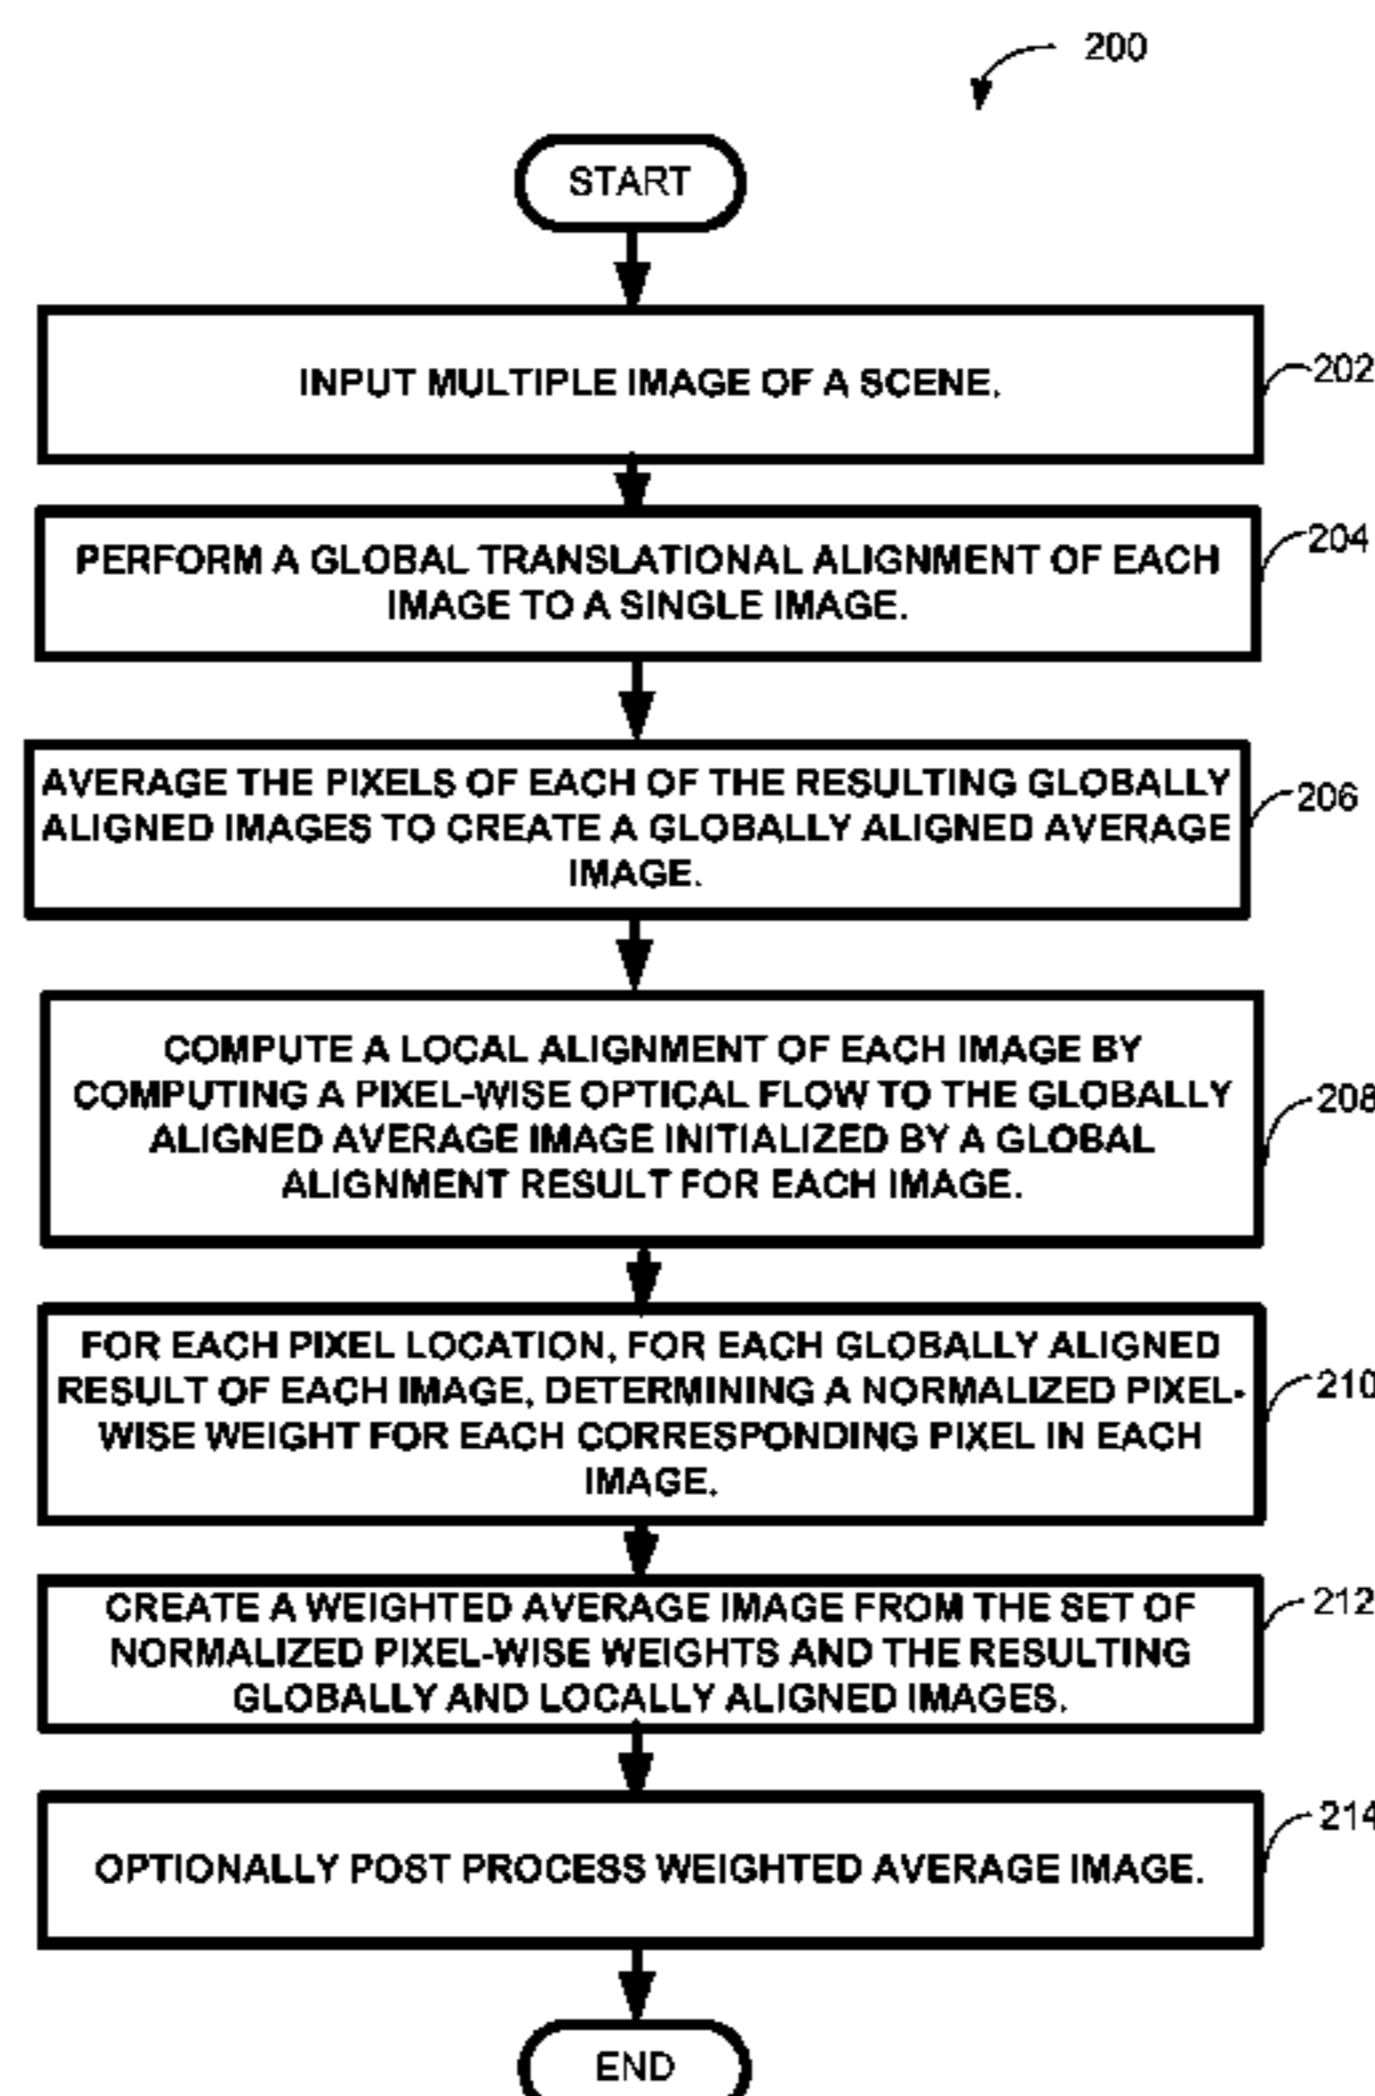 200
START
INPUT MULTIPLE IMAGE OF A SCENE.
202
PERFORM A GLOBAL TRANSLATIONAL ALIGNMENT OF EACH
IMAGE TO A SINGLE IMAGE.
204
AVERAGE THE PIXELS OF EACH OF THE RESULTING GLOBALLY
ALIGNED IMAGES TO CREATE A GLOBALLY ALIGNED AVERAGE
IMAGE.
206
COMPUTE A LOCAL ALIGNMENT OF EACH IMAGE BY
COMPUTING A PIXEL-WISE OPTICAL FLOW TO THE GLOBALLY
ALIGNED AVERAGE IMAGE INITIALIZED BY A GLOBAL
ALIGNMENT RESULT FOR EACH IMAGE.
208
FOR EACH PIXEL LOCATION, FOR EACH GLOBALLY ALIGNED
RESULT OF EACH IMAGE, DETERMINING A NORMALIZED PIXEL-
WISE WEIGHT FOR EACH CORRESPONDING PIXEL IN EACH
IMAGE.
210
CREATE A WEIGHTED AVERAGE IMAGE FROM THE SET OF
NORMALIZED PIXEL-WISE WEIGHTS AND THE RESULTING
GLOBALLY AND LOCALLY ALIGNED IMAGES.
212
OPTIONALLY POST PROCESS WEIGHTED AVERAGE IMAGE.
214
END